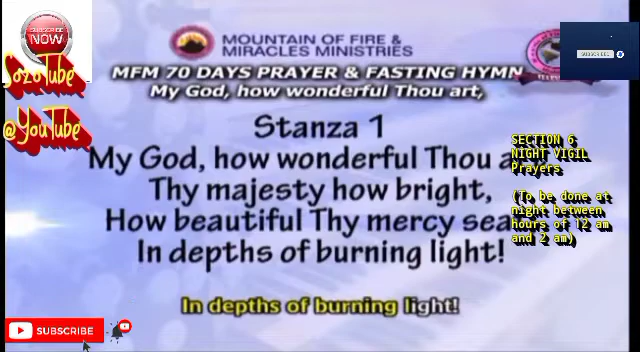 SUBSCRIBE
NOW
SozoTube
@YouTube
MOUNTAIN OF FIRE &
MIRACLES MINISTRIES
MFM 70 DAYS PRAYER & FASTING HYMN
My God, how wonderful Thou art,
Stanza 1
My God, how wonderful Thou a
Thy majesty how bright,
How beautiful Thy mercy sea
In depths of burning light!
In depths of burning light!
SUBSCRIBE
SECTION 6
NIGHT VIGIL
Prayers
(To be done at
night between
hours of 12 am
and 2 am)
SUBSCRIBE